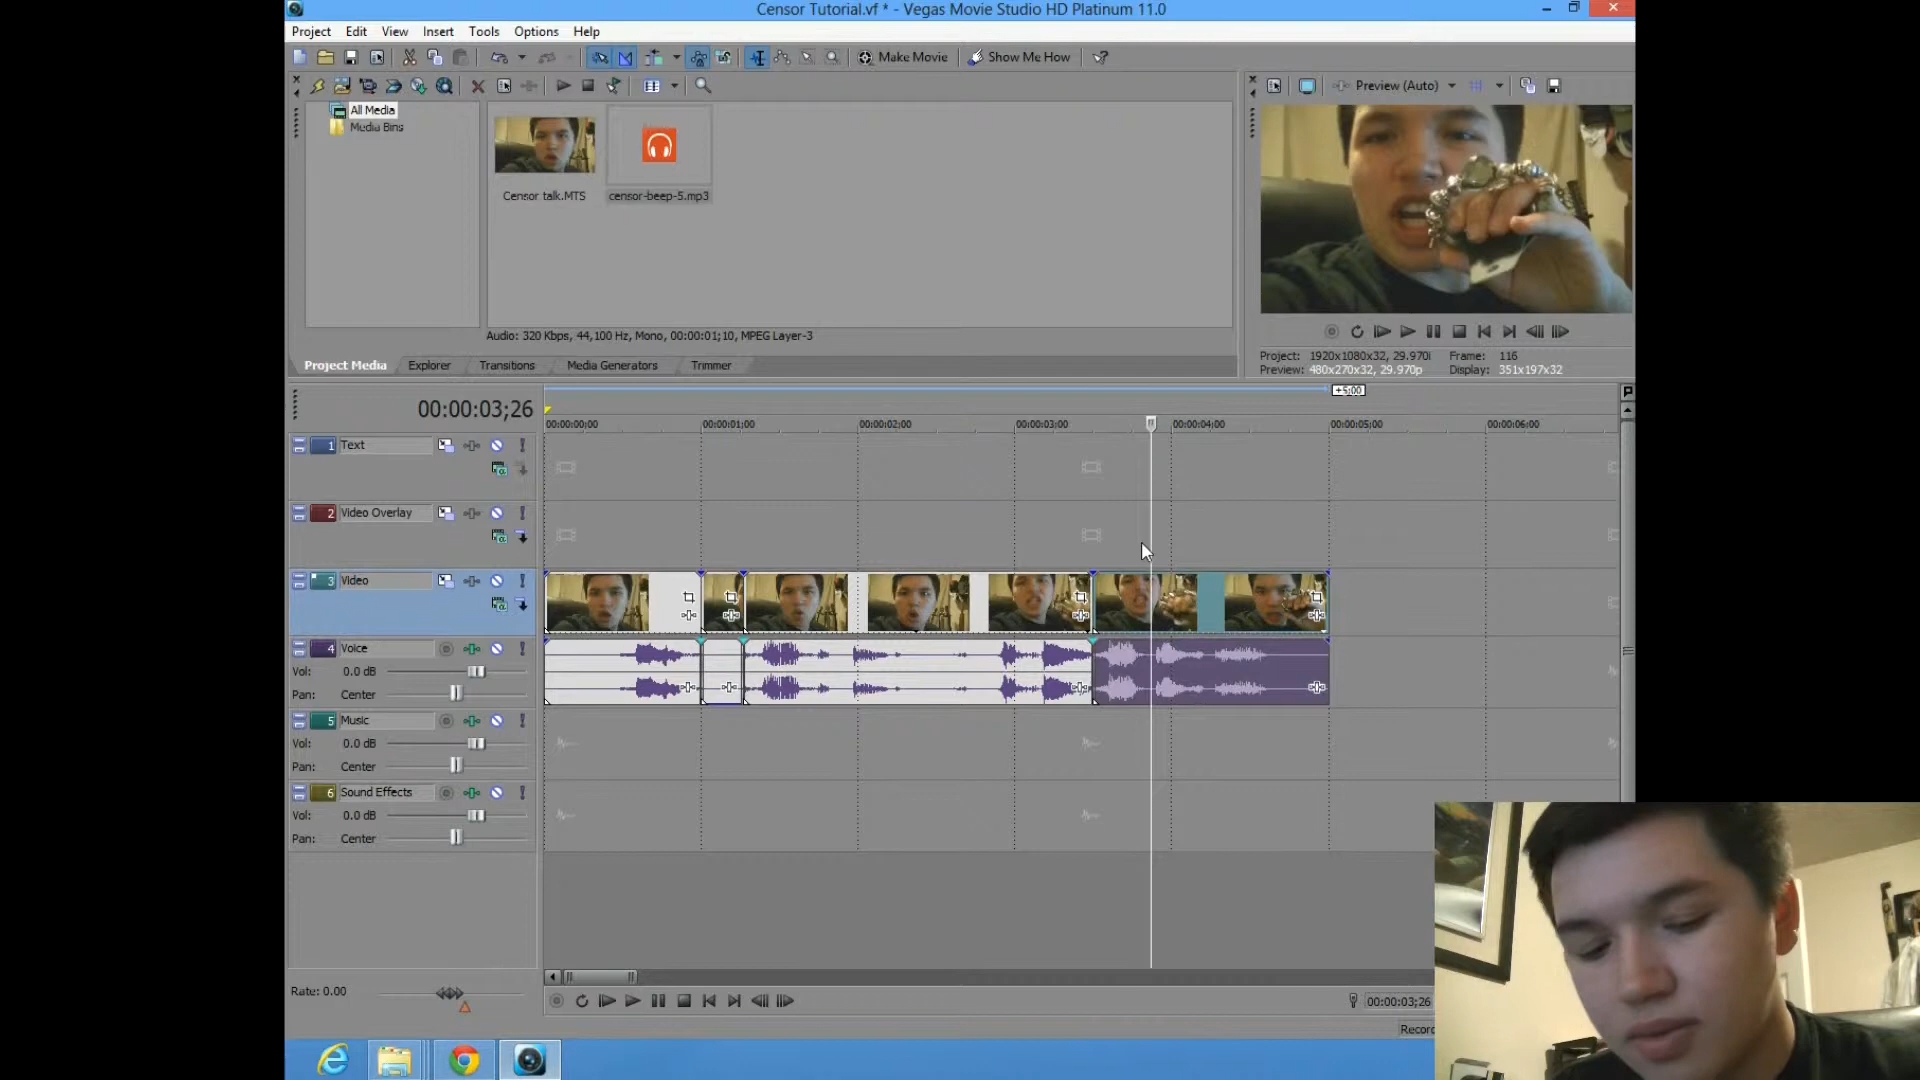 Censor Tutorial.vf * - Vegas Movie Studio HD Platinum 11.0
Project Edit View Insert Tools Options Help
Make Movie Show Me How
All Media
Media Bins
Censor talk.MTS censor-beep-5.mp3
Preview (Auto)
Audio: 320 Kbps, 44,100 Hz, Mono, 00:00:01;10, MPEG Layer-3
Project: 1920x1080x32, 29.970i Frame: 116
Preview: 480x270x32, 29.970p Display: 351x197x32
Project Media Explorer Transitions Media Generators Trimmer
+5:00
00:00:03;26
00:00:00;00 00:00:01;00 00:00:02;00 00:00:03;00 00:00:04;00 00:00:05;00 00:00:06;00
1 Text
2 Video Overlay
3 Video
4 Voice
Vol: 0.0 dB
Pan: Center
5 Music
Vol: 0.0 dB
Pan: Center
6 Sound Effects
Vol: 0.0 dB
Pan: Center
Rate: 0.00
00:00:03;26
Record